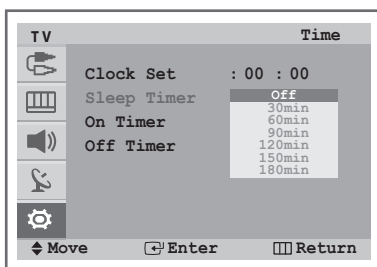 TV Time
Clock Set : 00 : 00
Sleep Timer Off
30min
On Timer 60min
90min
Off Timer 120min
150min
180min
Move Enter Return